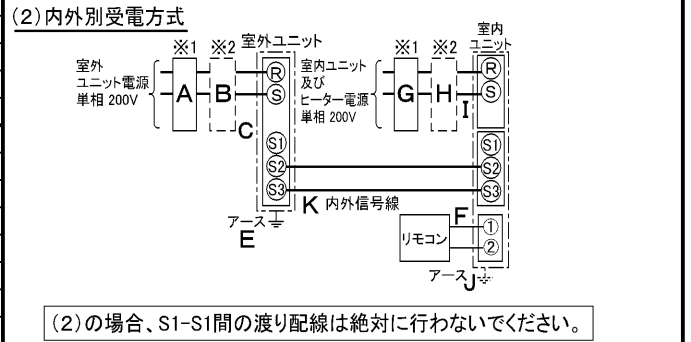 (2)内外別受電方式
※1 ※2 室外ユニット
室外
ユニット電源
単相 200V
A B
R
S
C
S1
S2
S3
アース
E
K 内外信号線
※1 ※2
室内
ユニット
室内ユニット
及び
ヒーター電源
単相 200V
G H
I
R
S
S1
S2
S3
F
リモコン
①
②
アース J
(2)の場合、S1-S1間の渡り配線は絶対に行わないでください。